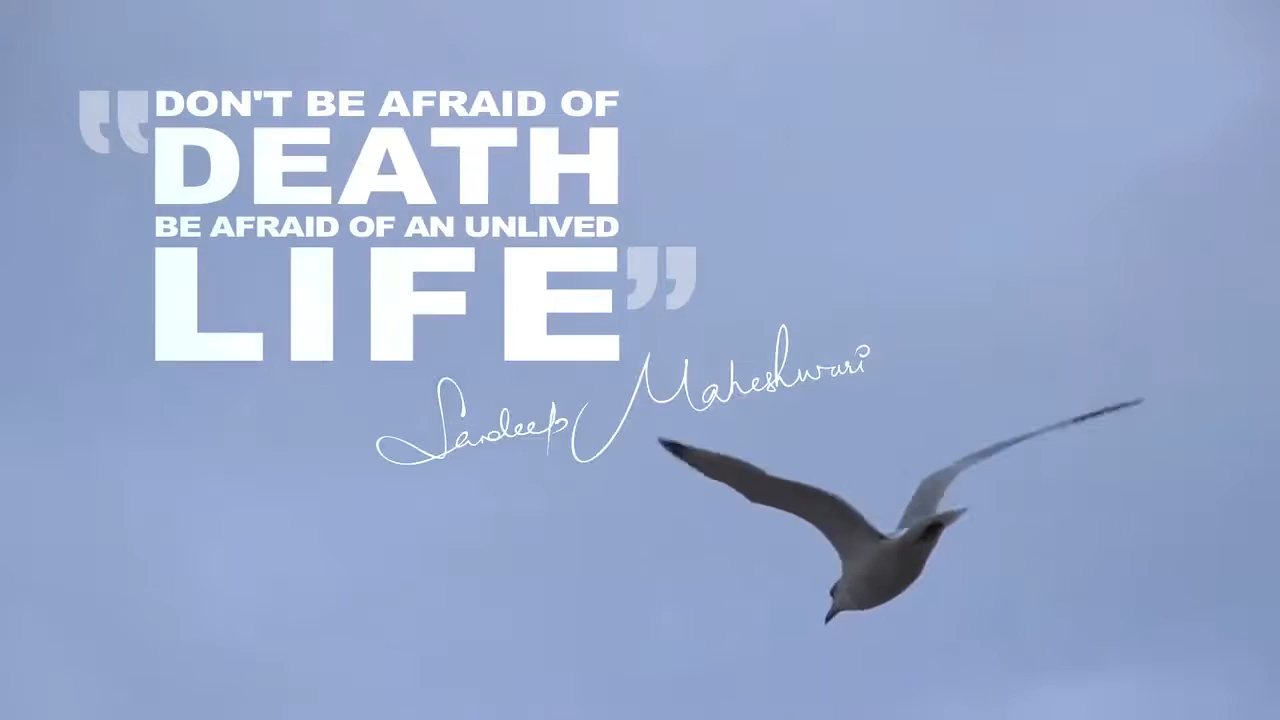 “DON'T BE AFRAID OF
DEATH
BE AFRAID OF AN UNLIVED
LIFE”
Sandeep Maheshwari